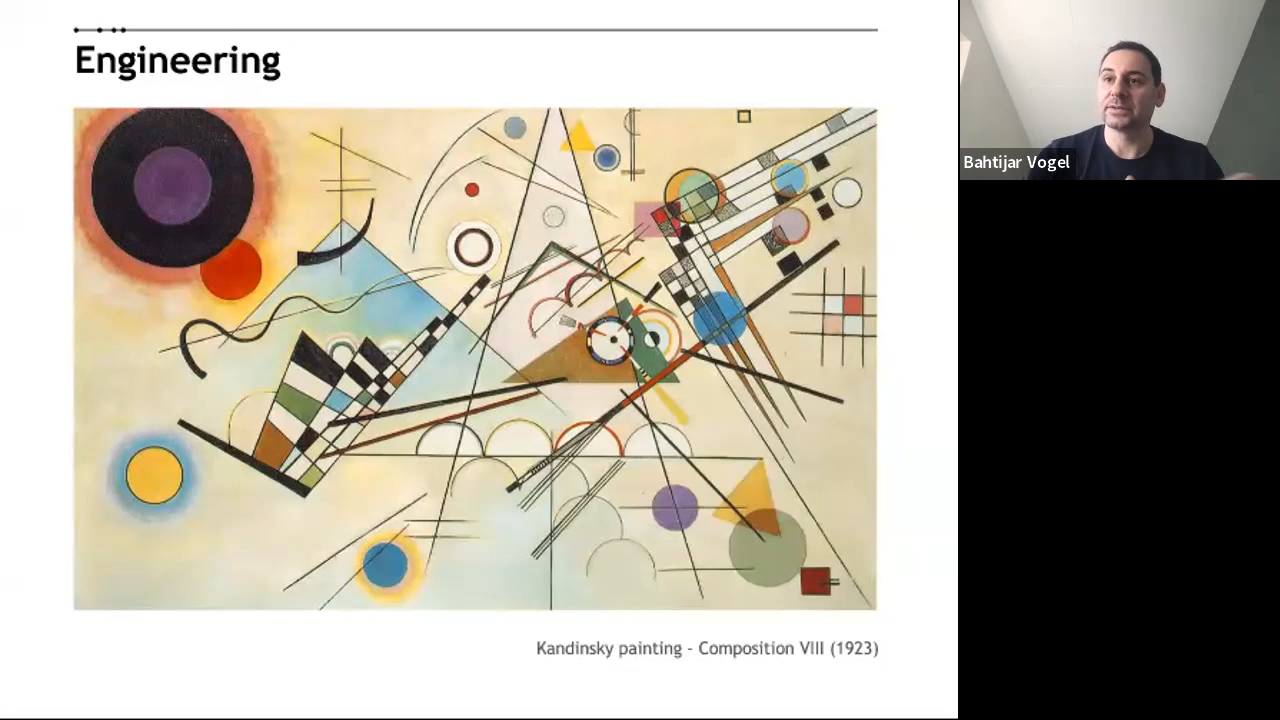 Engineering
Bahtijar Vogel
Kandinsky painting - Composition VIII (1923)